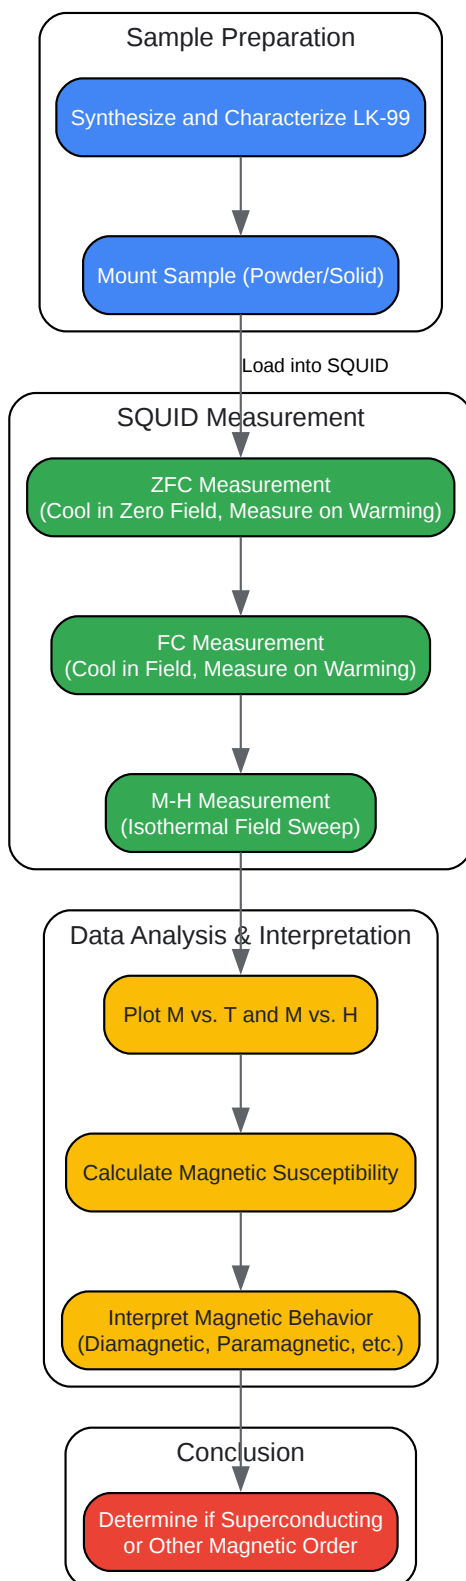 Sample Preparation
Synthesize and Characterize LK-99
Mount Sample (Powder/Solid)
Load into SQUID
SQUID Measurement
ZFC Measurement
(Cool in Zero Field, Measure on Warming)
FC Measurement
(Cool in Field, Measure on Warming)
M-H Measurement
(Isothermal Field Sweep)
Data Analysis & Interpretation
Plot M vs. T and M vs. H
Calculate Magnetic Susceptibility
Interpret Magnetic Behavior
(Diamagnetic, Paramagnetic, etc.)
Conclusion
Determine if Superconducting
or Other Magnetic Order